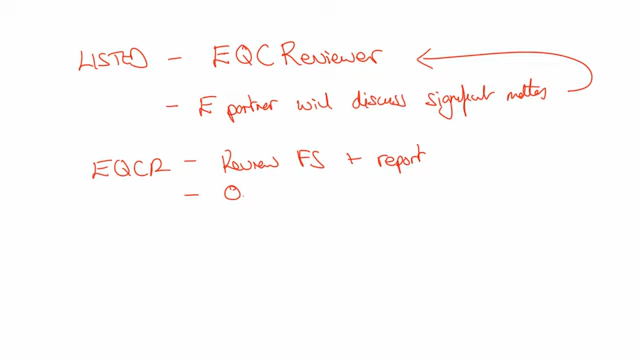 LISTED - EQC Reviewer
- E partner will discuss significant matters
EQCR - Review FS + report
- O